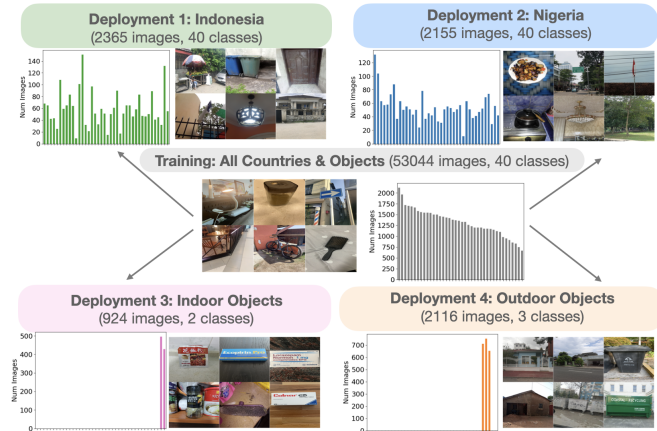 Deployment 1: Indonesia
(2365 images, 40 classes)
Deployment 2: Nigeria
(2155 images, 40 classes)
Num Images
140
120
100
80
60
40
20
0
Num Images
120
100
80
60
40
20
0
Training: All Countries & Objects (53044 images, 40 classes)
Num Images
2000
1750
1500
1250
1000
750
500
250
0
Deployment 3: Indoor Objects
(924 images, 2 classes)
Deployment 4: Outdoor Objects
(2116 images, 3 classes)
Num Images
500
400
300
200
100
0
Num Images
700
600
500
400
300
200
100
0